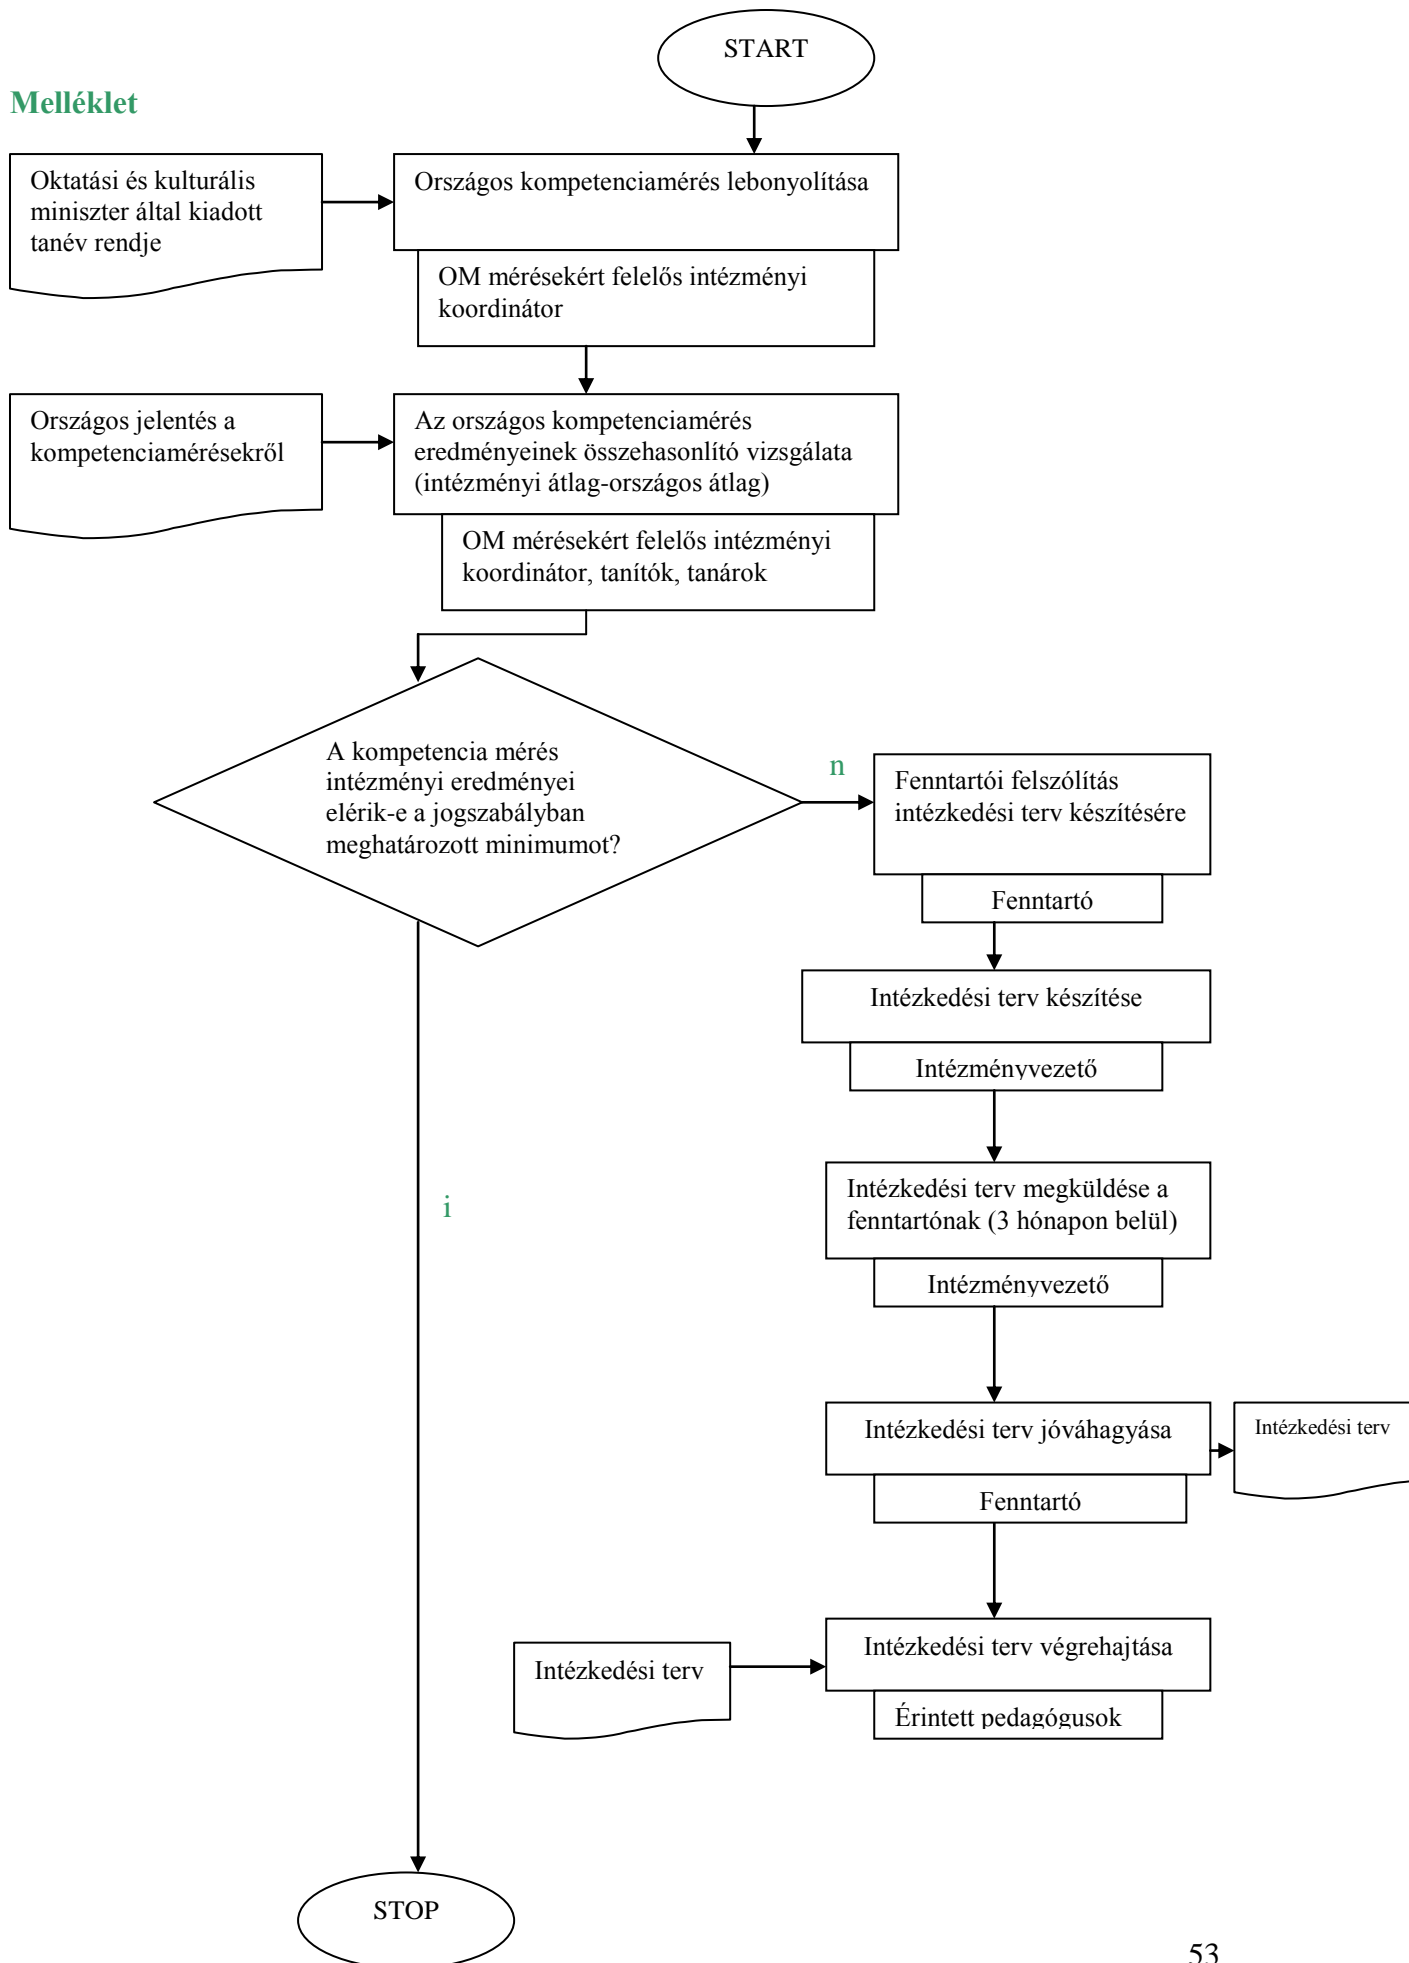 START
Melléklet
Oktatási és kulturális
miniszter által kiadott
tanév rendje
Országos kompetenciamérés lebonyolítása
OM mérésekért felelős intézményi
koordinátor
Országos jelentés a
kompetenciamérésekről
Az országos kompetenciamérés
eredményeinek összehasonlító vizsgálata
(intézményi átlag-országos átlag)
OM mérésekért felelős intézményi
koordinátor, tanítók, tanárok
A kompetencia mérés
intézményi eredményei
elérik-e a jogszabályban
meghatározott minimumot?
n
Fenntartói felszólítás
intézkedési terv készítésére
Fenntartó
Intézkedési terv készítése
Intézményvezető
i
Intézkedési terv megküldése a
fenntartónak (3 hónapon belül)
Intézményvezető
Intézkedési terv jóváhagyása
Intézkedési terv
Fenntartó
Intézkedési terv végrehajtása
Intézkedési terv
Érintett pedagógusok
STOP
53